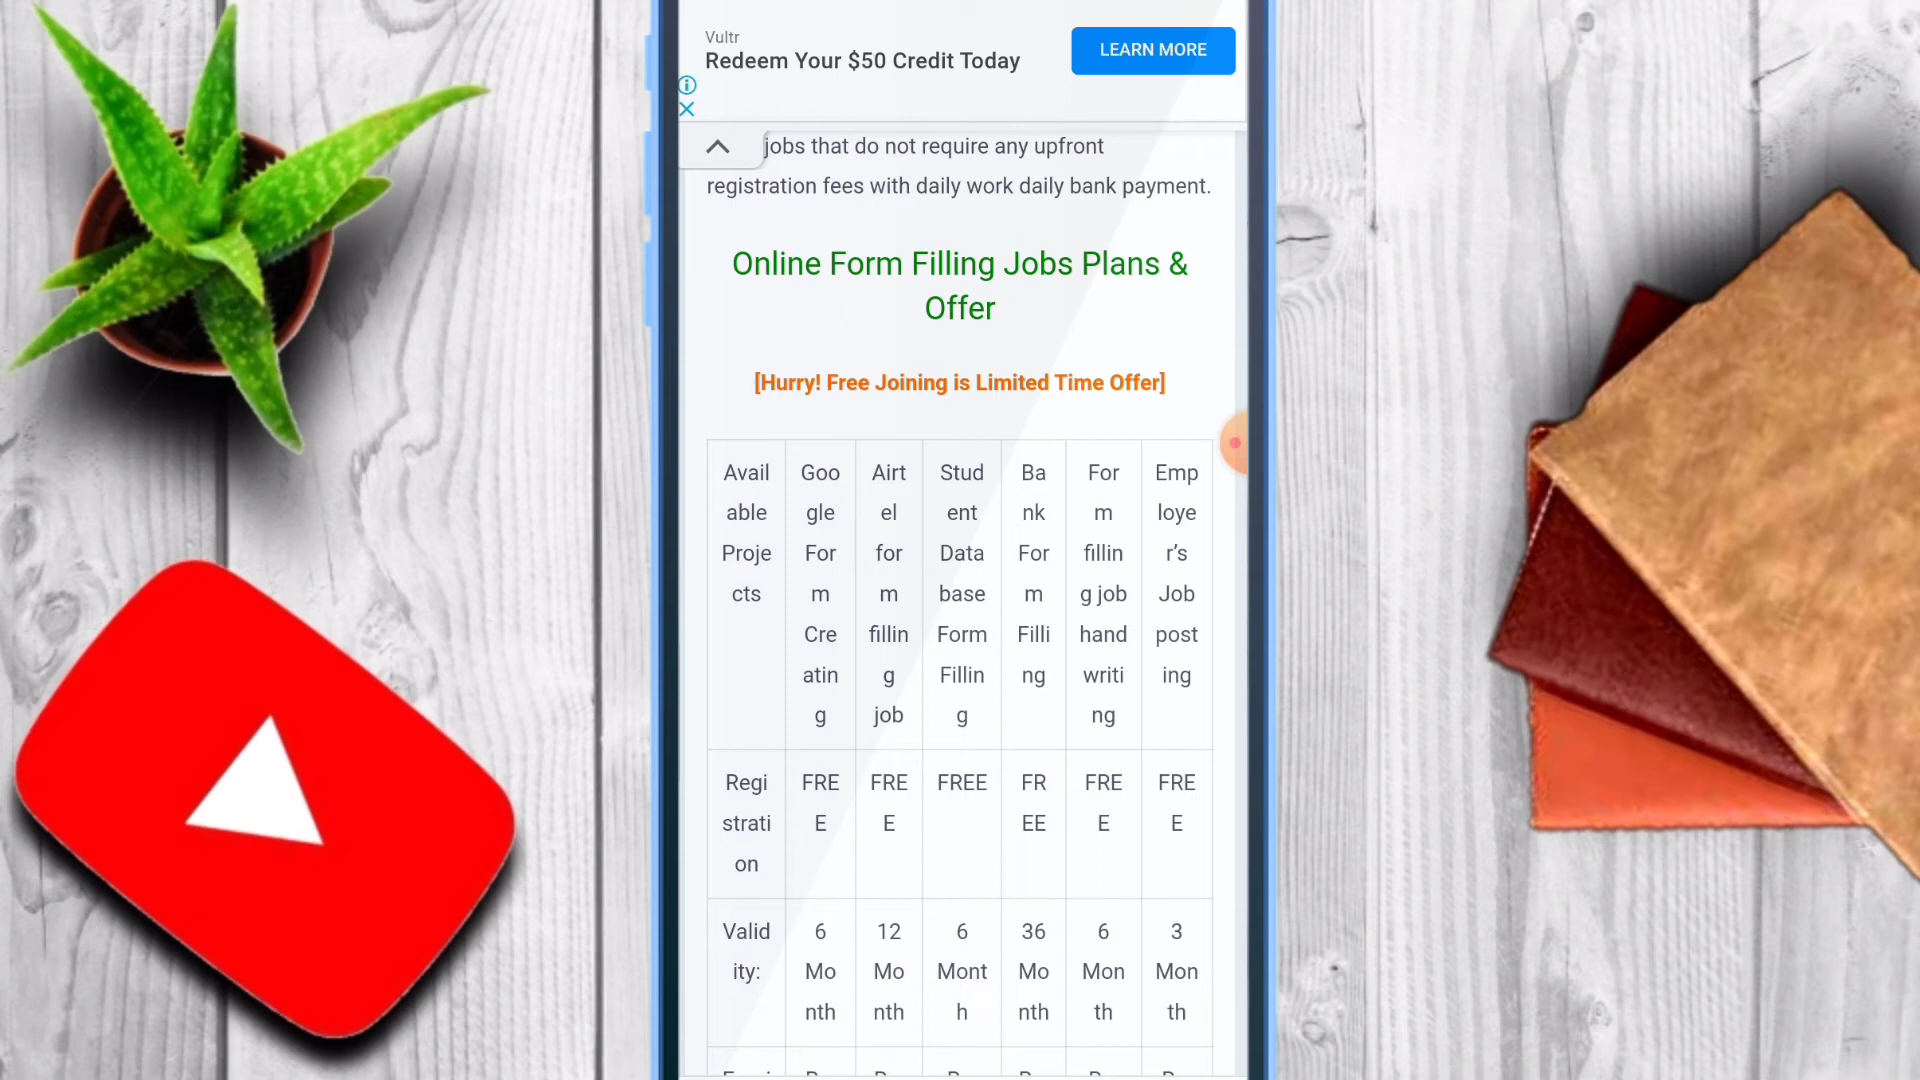 Vultr
Redeem Your $50 Credit Today
LEARN MORE
jobs that do not require any upfront
registration fees with daily work daily bank payment.
Online Form Filling Jobs Plans &
Offer
[Hurry! Free Joining is Limited Time Offer]
Avail Goo Airt Stud Ba For Emp
able gle el ent nk m loye
Proje For for Data For fillin r’s
cts m m base m g job Job
Cre fillin Form Filli hand post
atin g Fillin ng writi ing
g job g ng
Regi FRE FRE FREE FR FRE FRE
strati E E EE E E
on
Valid 6 12 6 36 6 3
ity: Mo Mo Mont Mo Mon Mon
nth nth h nth th th